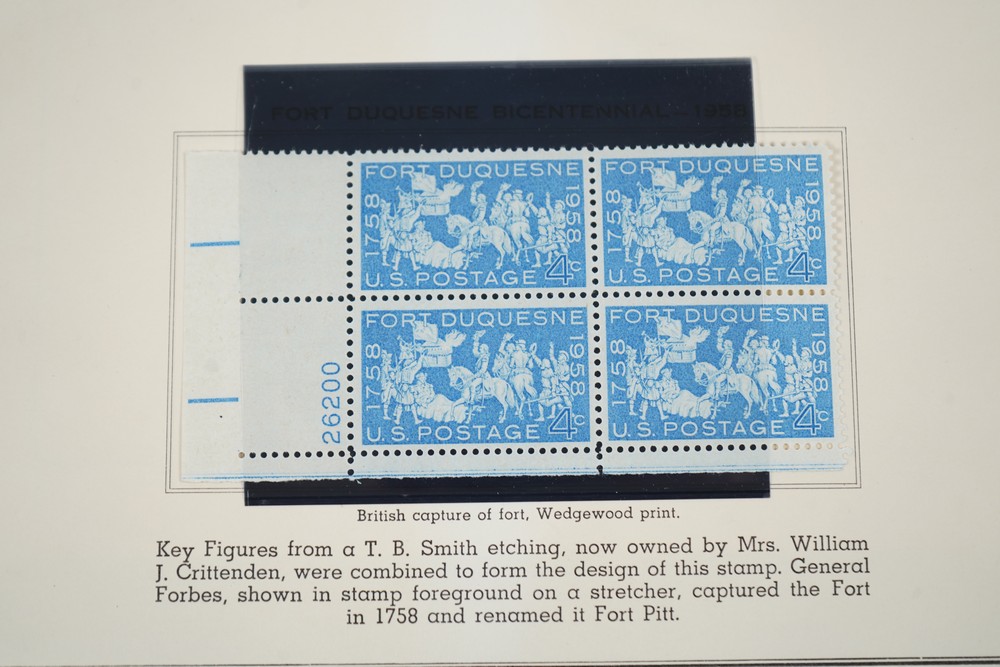 FORT DUQUESNE BICENTENNIAL—1958
FORT DUQUESNE
1758
1958
U.S. POSTAGE 4c
FORT DUQUESNE
1758
1958
U.S. POSTAGE 4c
26200
FORT DUQUESNE
1758
1958
U.S. POSTAGE 4c
FORT DUQUESNE
1758
1958
U.S. POSTAGE 4c
British capture of fort, Wedgewood print.
Key Figures from a T. B. Smith etching, now owned by Mrs. William
J. Crittenden, were combined to form the design of this stamp. General
Forbes, shown in stamp foreground on a stretcher, captured the Fort
in 1758 and renamed it Fort Pitt.